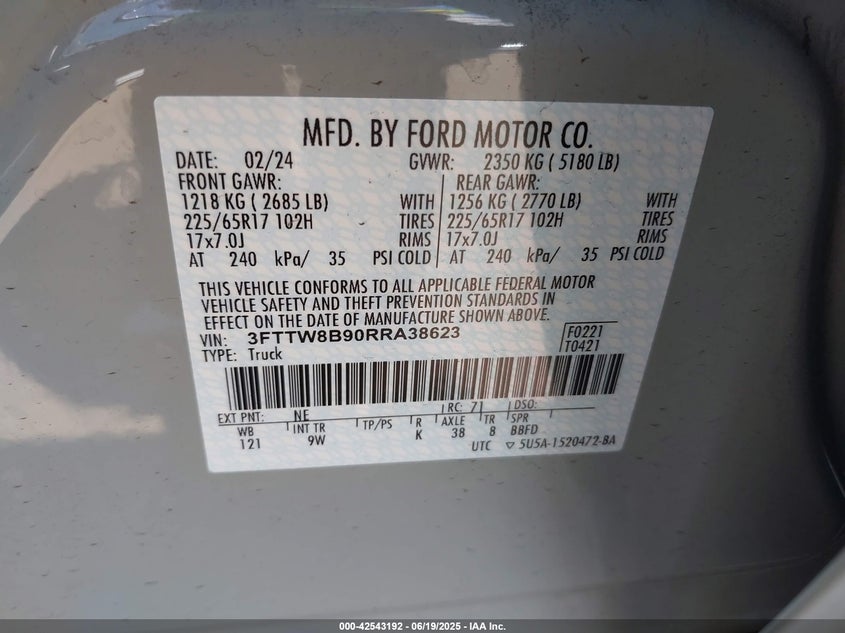 MFD. BY FORD MOTOR CO.
DATE: 02/24 GVWR: 2350 KG ( 5180 LB)
FRONT GAWR: REAR GAWR:
1218 KG ( 2685 LB) WITH 1256 KG ( 2770 LB) WITH
225/65R17 102H TIRES 225/65R17 102H TIRES
17x7.0J RIMS 17x7.0J RIMS
AT 240 kPa/ 35 PSI COLD AT 240 kPa/ 35 PSI COLD
THIS VEHICLE CONFORMS TO ALL APPLICABLE FEDERAL MOTOR
VEHICLE SAFETY AND THEFT PREVENTION STANDARDS IN
EFFECT ON THE DATE OF MANUFACTURE SHOWN ABOVE.
VIN: 3FTTW8B90RRA38623 F0221
TYPE: Truck T0421
EXT PNT: NE RC: 71 DSO:
WB INT TR TP/PS R AXLE TR SPR
121 9W K 38 8 BBFD
UTC ▽ 5U5A-1520472-BA
000-42543192 - 06/19/2025 - IAA Inc.